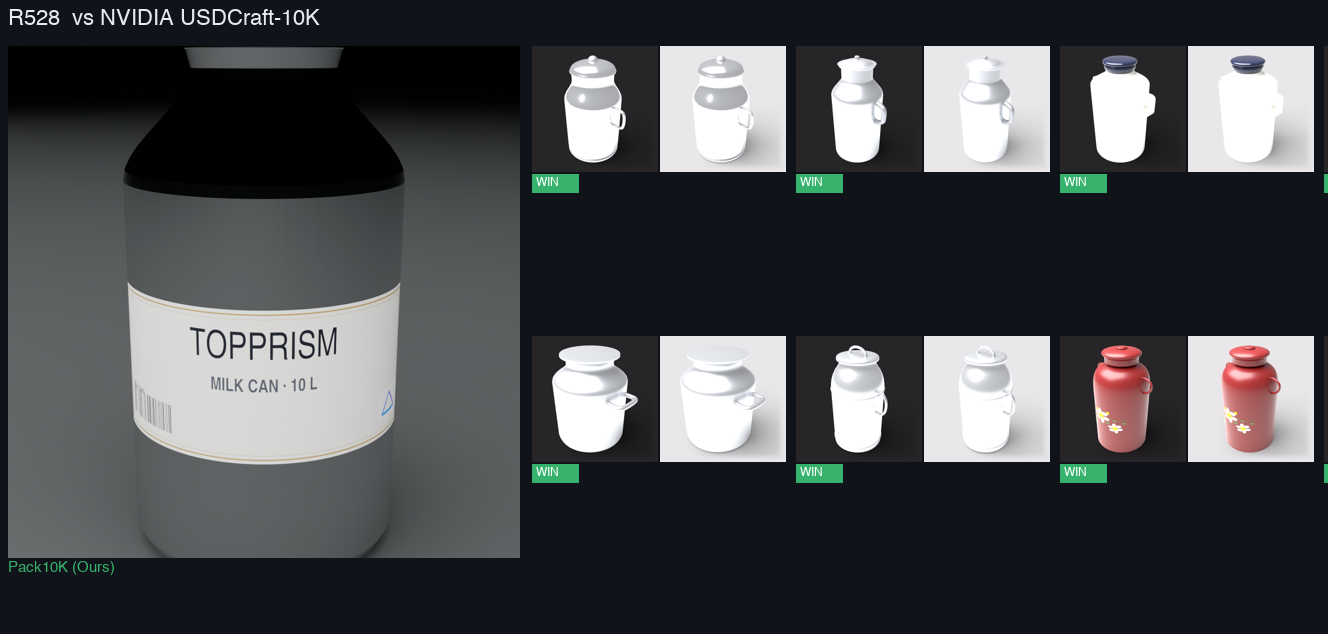 R528 vs NVIDIA USDCraft-10K
TOPPRISM
MILK CAN · 10 L
WIN
WIN
WIN
WIN
WIN
WIN
Pack10K (Ours)